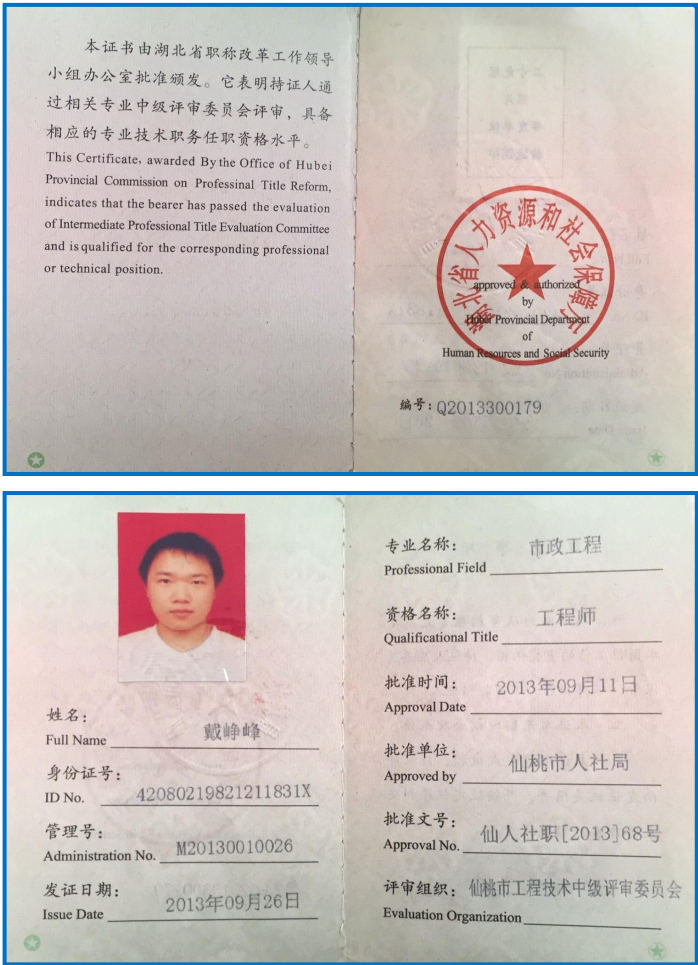 本证书由湖北省职称改革工作领导
小组办公室批准颁发。它表明持证人通
过相关专业中级评审委员会评审，具备
相应的专业技术职务任职资格水平。
This Certificate, awarded By the Office of Hubei
Provincial Commission on Professinal Title Reform,
indicates that the bearer has passed the evaluation
of Intermediate Professional Title Evaluation Committee
and is qualified for the corresponding professional
or technical position.
湖北省人力资源和社会保障厅
approved & authorized
by
Hubei Provincial Department
of
Human Resources and Social Security
编号：Q2013300179
姓名：
Full Name 戴峥峰
身份证号：
ID No. 42080219821211831X
管理号：
Administration No. M20130010026
发证日期：
Issue Date 2013年09月26日
专业名称： 市政工程
Professional Field
资格名称： 工程师
Qualificational Title
批准时间： 2013年09月11日
Approval Date
批准单位： 仙桃市人社局
Approved by
批准文号： 仙人社职[2013]68号
Approval No.
评审组织： 仙桃市工程技术中级评审委员会
Evaluation Organization